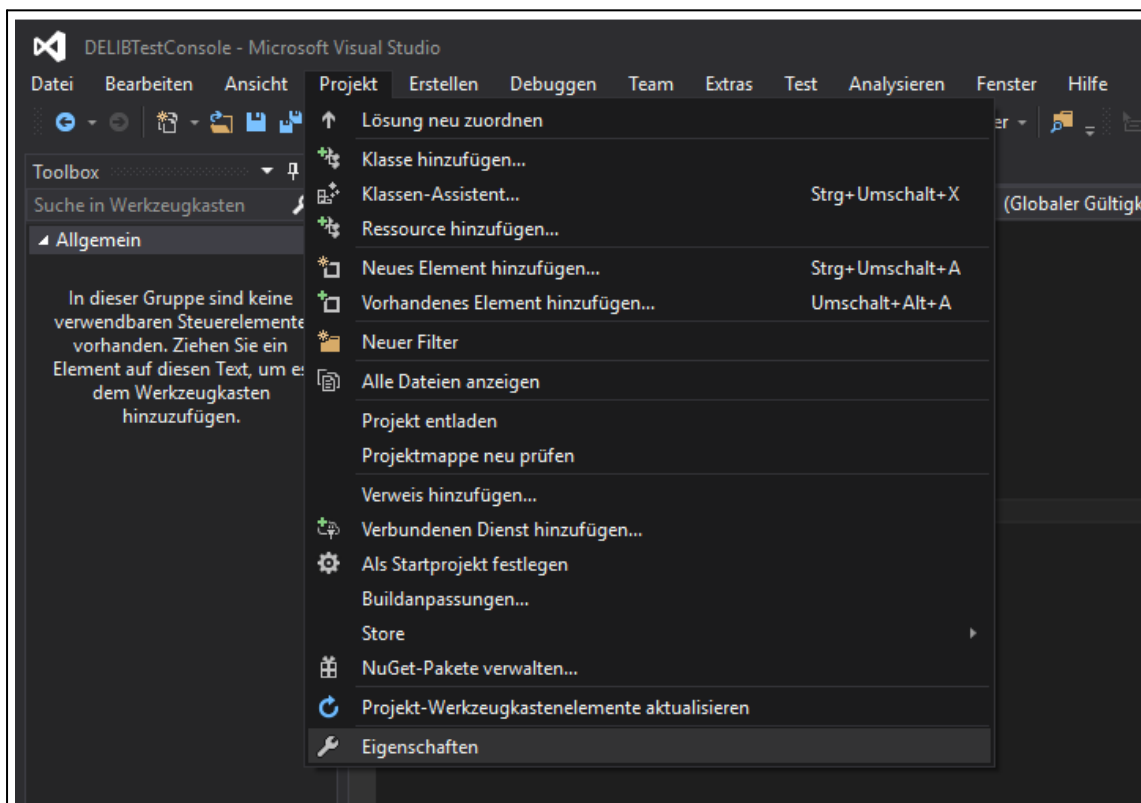 DELIBTestConsole - Microsoft Visual Studio
Datei Bearbeiten Ansicht Projekt Erstellen Debuggen Team Extras Test Analysieren Fenster Hilfe
er
Toolbox
Suche in Werkzeugkasten
Allgemein
In dieser Gruppe sind keine
verwendbaren Steuerelemente
vorhanden. Ziehen Sie ein
Element auf diesen Text, um es
dem Werkzeugkasten
hinzuzufügen.
Lösung neu zuordnen
Klasse hinzufügen...
Klassen-Assistent... Strg+Umschalt+X
Ressource hinzufügen...
Neues Element hinzufügen... Strg+Umschalt+A
Vorhandenes Element hinzufügen... Umschalt+Alt+A
Neuer Filter
Alle Dateien anzeigen
Projekt entladen
Projektmappe neu prüfen
Verweis hinzufügen...
Verbundenen Dienst hinzufügen...
Als Startprojekt festlegen
Buildanpassungen...
Store
NuGet-Pakete verwalten...
Projekt-Werkzeugkastenelemente aktualisieren
Eigenschaften
(Globaler Gültigk